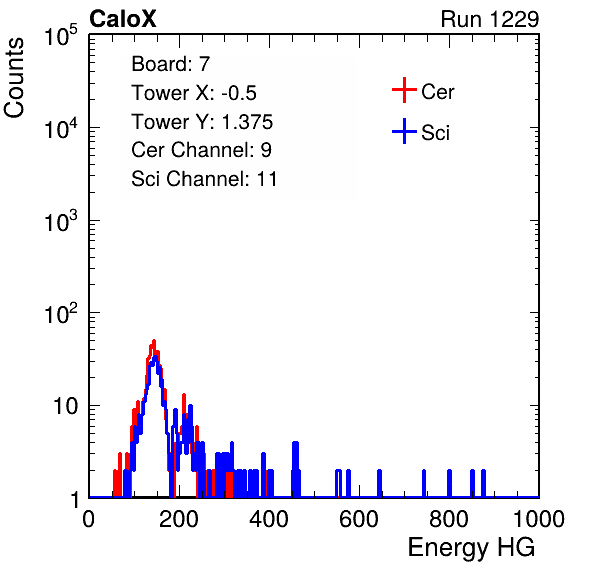 CaloX Run 1229
Counts
Board: 7
Tower X: -0.5
Tower Y: 1.375
Cer Channel: 9
Sci Channel: 11
Cer
Sci
10^5
10^4
10^3
10^2
10
1
0 200 400 600 800 1000
Energy HG